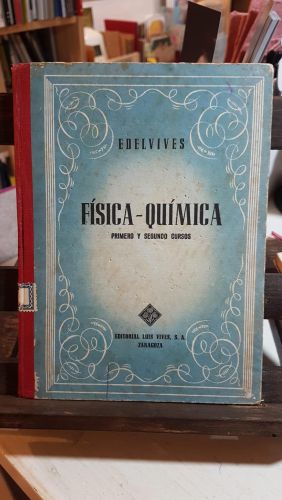 EDELVIVES
FÍSICA-QUÍMICA
PRIMERO Y SEGUNDO CURSOS
EDITORIAL LUIS VIVES, S. A.
ZARAGOZA